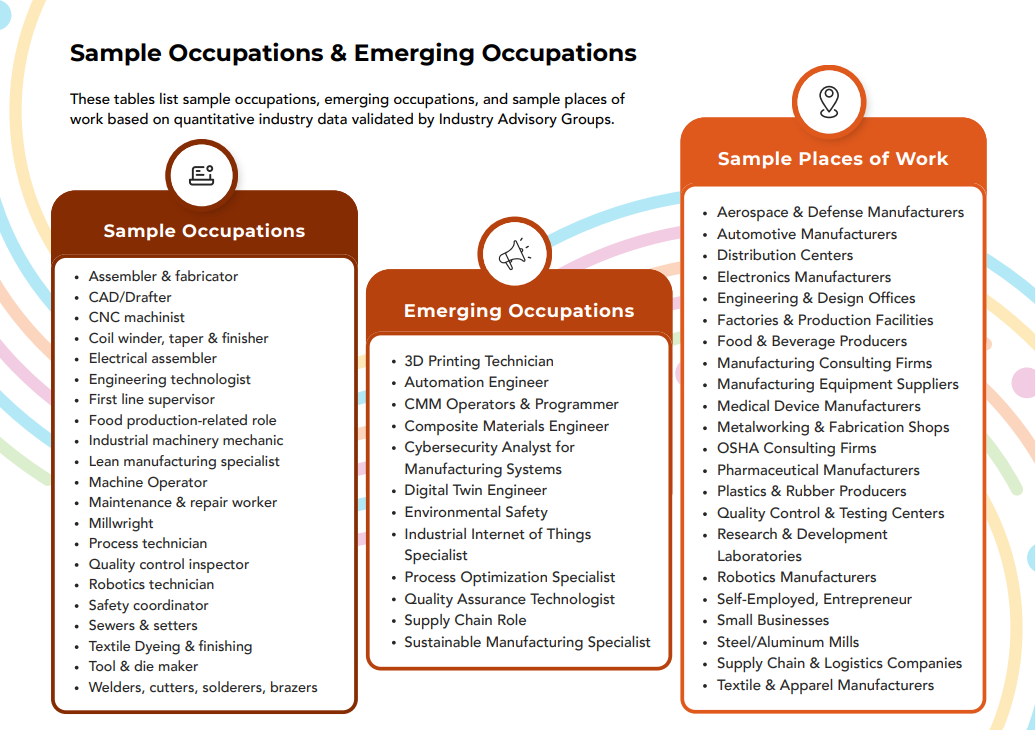 Sample Occupations & Emerging Occupations
These tables list sample occupations, emerging occupations, and sample places of
work based on quantitative industry data validated by Industry Advisory Groups.
Sample Occupations
• Assembler & fabricator
• CAD/Drafter
• CNC machinist
• Coil winder, taper & finisher
• Electrical assembler
• Engineering technologist
• First line supervisor
• Food production-related role
• Industrial machinery mechanic
• Lean manufacturing specialist
• Machine Operator
• Maintenance & repair worker
• Millwright
• Process technician
• Quality control inspector
• Robotics technician
• Safety coordinator
• Sewers & setters
• Textile Dyeing & finishing
• Tool & die maker
• Welders, cutters, solderers, brazers
Emerging Occupations
• 3D Printing Technician
• Automation Engineer
• CMM Operators & Programmer
• Composite Materials Engineer
• Cybersecurity Analyst for
Manufacturing Systems
• Digital Twin Engineer
• Environmental Safety
• Industrial Internet of Things
Specialist
• Process Optimization Specialist
• Quality Assurance Technologist
• Supply Chain Role
• Sustainable Manufacturing Specialist
Sample Places of Work
• Aerospace & Defense Manufacturers
• Automotive Manufacturers
• Distribution Centers
• Electronics Manufacturers
• Engineering & Design Offices
• Factories & Production Facilities
• Food & Beverage Producers
• Manufacturing Consulting Firms
• Manufacturing Equipment Suppliers
• Medical Device Manufacturers
• Metalworking & Fabrication Shops
• OSHA Consulting Firms
• Pharmaceutical Manufacturers
• Plastics & Rubber Producers
• Quality Control & Testing Centers
• Research & Development
Laboratories
• Robotics Manufacturers
• Self-Employed, Entrepreneur
• Small Businesses
• Steel/Aluminum Mills
• Supply Chain & Logistics Companies
• Textile & Apparel Manufacturers